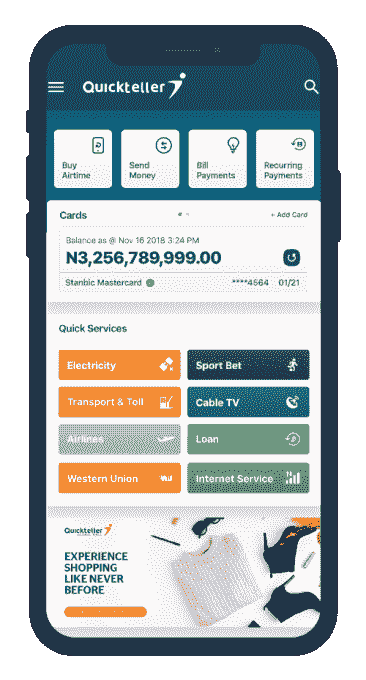 Quickteller
Buy
Airtime
Send
Money
Bill
Payments
Recurring
Payments
Cards
+ Add Card
Balance as @ Nov 16 2018 3:24 PM
N3,256,789,999.00
Stanbic Mastercard
****4564 01/21
Quick Services
Electricity
Sport Bet
Transport & Toll
Cable TV
Airlines
Loan
Western Union
WU
Internet Service
Quickteller
EXPERIENCE
SHOPPING
LIKE NEVER
BEFORE